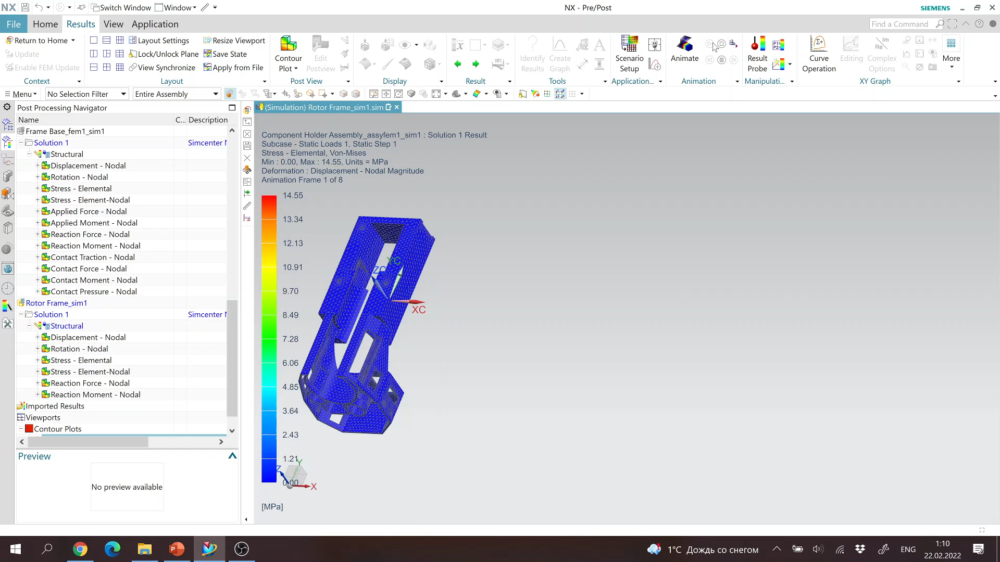 NX
Switch Window
Window
NX - Pre/Post
SIEMENS
File
Home
Results
View
Application
Find a Command
Return to Home
Update
Enable FEM Update
Context
Layout Settings
Lock/Unlock Plane
View Synchronize
Resize Viewport
Save State
Apply from File
Layout
Contour
Plot
Edit
Postview
Post View
Display
Result
Identify
Results
Create
Graph
Tools
Scenario
Setup
Application...
Animate
Animation
Result
Probe
Manipulati...
Curve
Operation
Editing
Complex
Options
XY Graph
More
Menu
No Selection Filter
Entire Assembly
Post Processing Navigator
(Simulation) Rotor Frame_sim1.sim
Name
C...
Description
Frame Base_fem1_sim1
Solution 1
Simcenter N
Structural
Displacement - Nodal
Rotation - Nodal
Stress - Elemental
Stress - Element-Nodal
Applied Force - Nodal
Applied Moment - Nodal
Reaction Force - Nodal
Reaction Moment - Nodal
Contact Traction - Nodal
Contact Force - Nodal
Contact Moment - Nodal
Contact Pressure - Nodal
Rotor Frame_sim1
Solution 1
Simcenter N
Structural
Displacement - Nodal
Rotation - Nodal
Stress - Elemental
Stress - Element-Nodal
Reaction Force - Nodal
Reaction Moment - Nodal
Imported Results
Viewports
Contour Plots
Preview
No preview available
Component Holder Assembly_assyfem1_sim1 : Solution 1 Result
Subcase - Static Loads 1, Static Step 1
Stress - Elemental, Von-Mises
Min : 0.00, Max : 14.55, Units = MPa
Deformation : Displacement - Nodal Magnitude
Animation Frame 1 of 8
14.55
13.34
12.13
10.91
9.70
8.49
7.28
6.06
4.85
3.64
2.43
1.21
0.00
[MPa]
YC
ZC
XC
Y
Z
X
1°C Дождь со снегом
ENG
1:10
22.02.2022